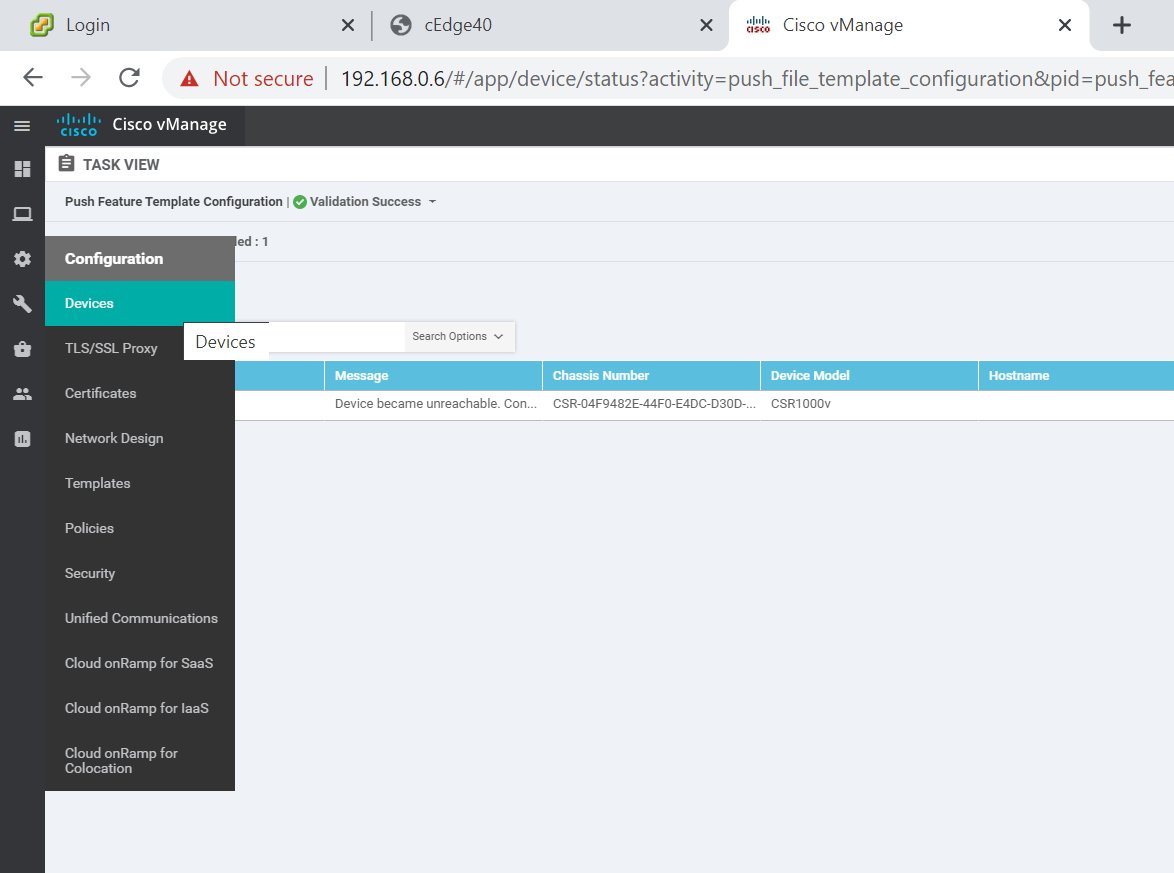 Login
cEdge40
Cisco vManage
Not secure
192.168.0.6/#/app/device/status?activity=push_file_template_configuration&pid=push_fea
cisco
Cisco vManage
TASK VIEW
Push Feature Template Configuration | Validation Success
led : 1
Configuration
Devices
TLS/SSL Proxy
Devices
Search Options
Message
Chassis Number
Device Model
Hostname
Device became unreachable. Con...
CSR-04F9482E-44F0-E4DC-D30D-...
CSR1000v
Certificates
Network Design
Templates
Policies
Security
Unified Communications
Cloud onRamp for SaaS
Cloud onRamp for IaaS
Cloud onRamp for
Colocation